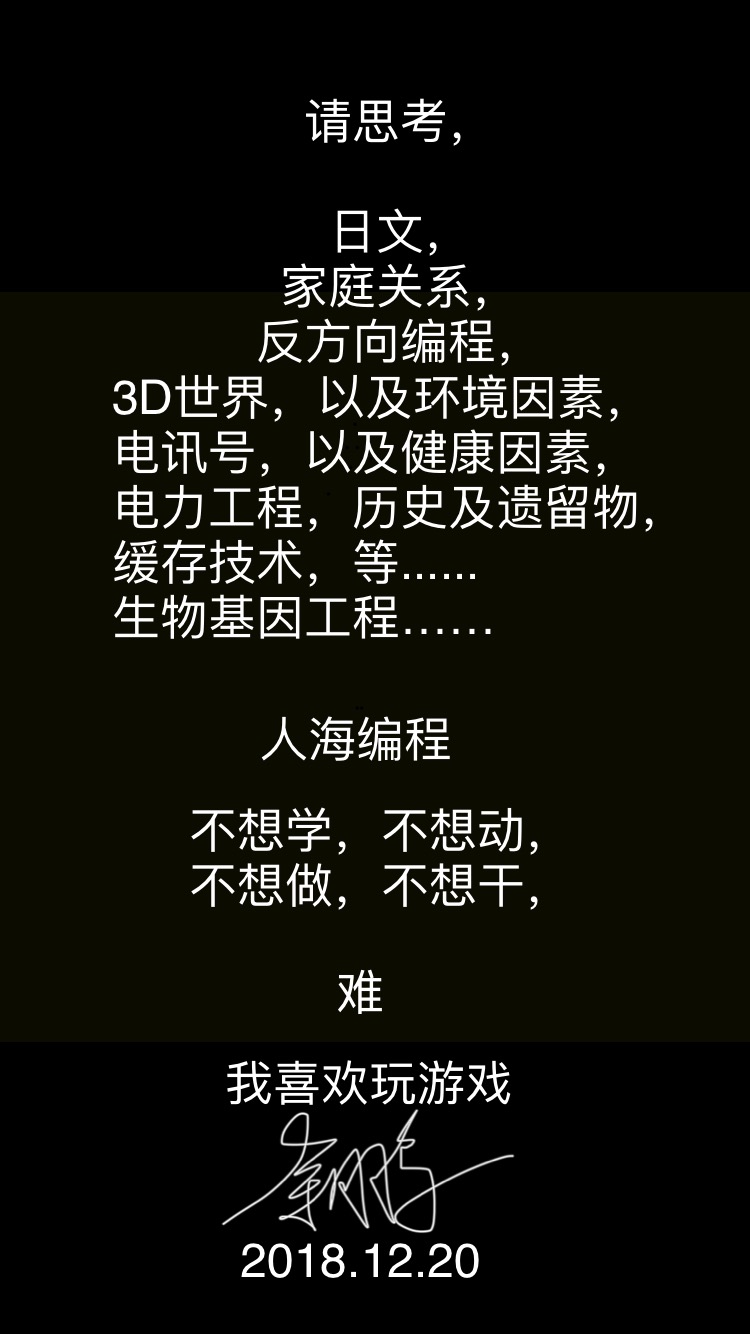 请思考，
日文，
家庭关系，
反方向编程，
3D世界，以及环境因素，
电讯号，以及健康因素，
电力工程，历史及遗留物，
缓存技术，等......
生物基因工程……
人海编程
不想学，不想动，
不想做，不想干，
难
我喜欢玩游戏
2018.12.20